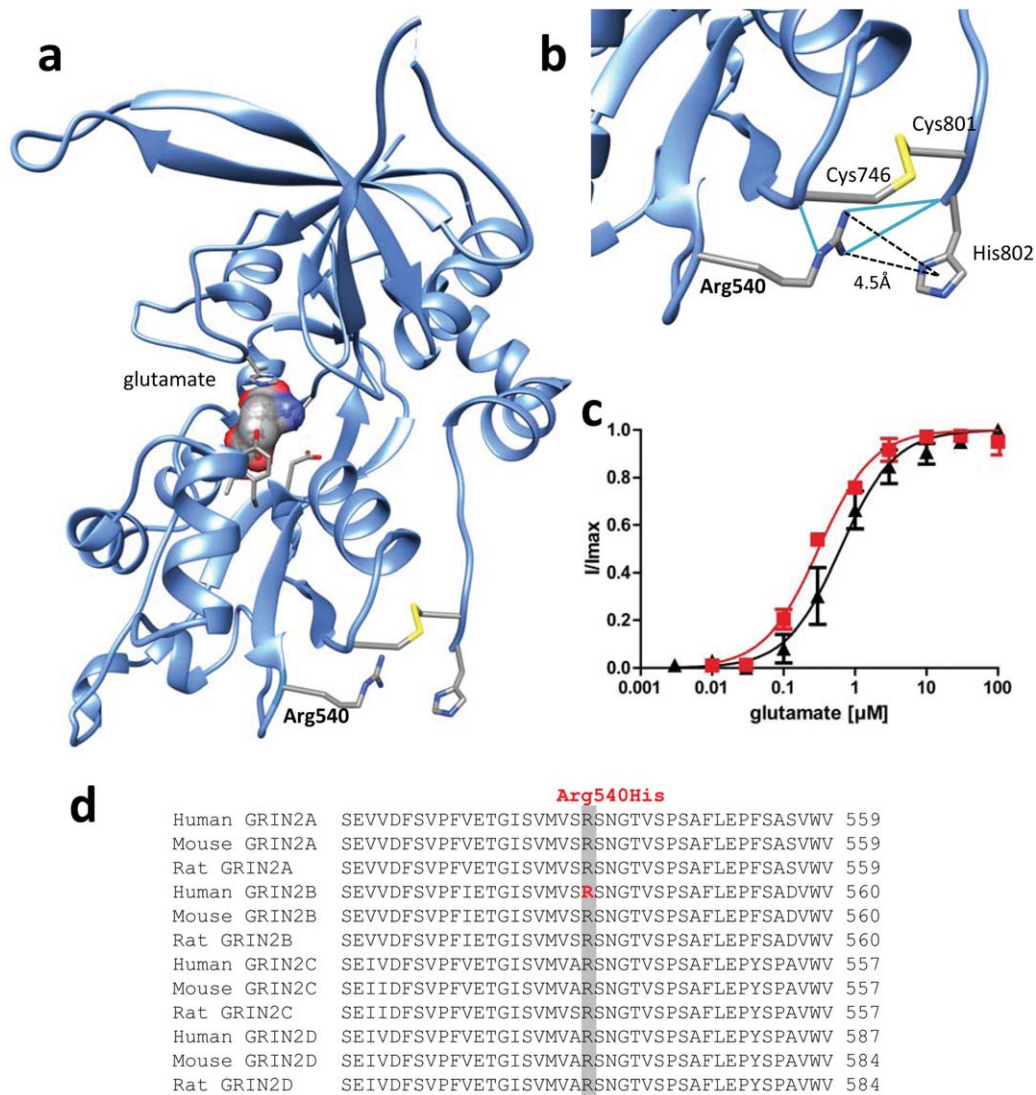 a
glutamate
Arg540
b
Cys801
Cys746
His802
Arg540
4.5Å
c
I/Imax
1.0
0.8
0.6
0.4
0.2
0.0
0.001 0.01 0.1 1 10 100
glutamate [µM]
d
Arg540His
Human GRIN2A SEVVDFSVPFVETGISVMVSRSNGTVSPSAFLEPFSASVWV 559
Mouse GRIN2A SEVVDFSVPFVETGISVMVSRSNGTVSPSAFLEPFSASVWV 559
Rat GRIN2A SEVVDFSVPFVETGISVMVSRSNGTVSPSAFLEPFSASVWV 559
Human GRIN2B SEVVDFSVPFIETGISVMVSRSNGTVSPSAFLEPFSADVWV 560
Mouse GRIN2B SEVVDFSVPFIETGISVMVSRSNGTVSPSAFLEPFSADVWV 560
Rat GRIN2B SEVVDFSVPFIETGISVMVSRSNGTVSPSAFLEPFSADVWV 560
Human GRIN2C SEIVDFSVPFVETGISVMVARSNGTVSPSAFLEPYSPAVWV 557
Mouse GRIN2C SEIIDFSVPFVETGISVMVARSNGTVSPSAFLEPYSPAVWV 557
Rat GRIN2C SEIIDFSVPFVETGISVMVSRSNGTVSPSAFLEPYSPAVWV 557
Human GRIN2D SEIVDFSVPFVETGISVMVARSNGTVSPSAFLEPYSPAVWV 587
Mouse GRIN2D SEIVDFSVPFVETGISVMVARSNGTVSPSAFLEPYSPAVWV 584
Rat GRIN2D SEIVDFSVPFVETGISVMVARSNGTVSPSAFLEPYSPAVWV 584